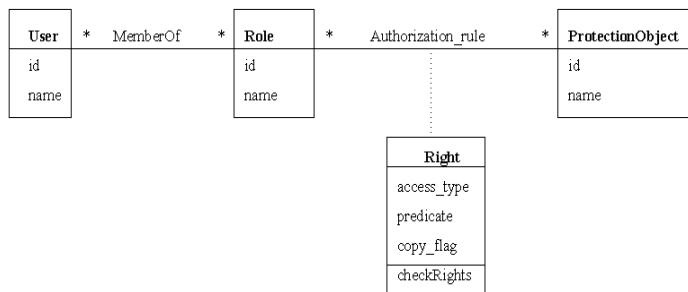 User * MemberOf * Role * Authorization_rule * ProtectionObject
id id id
name name name
Right
access_type
predicate
copy_flag
checkRights